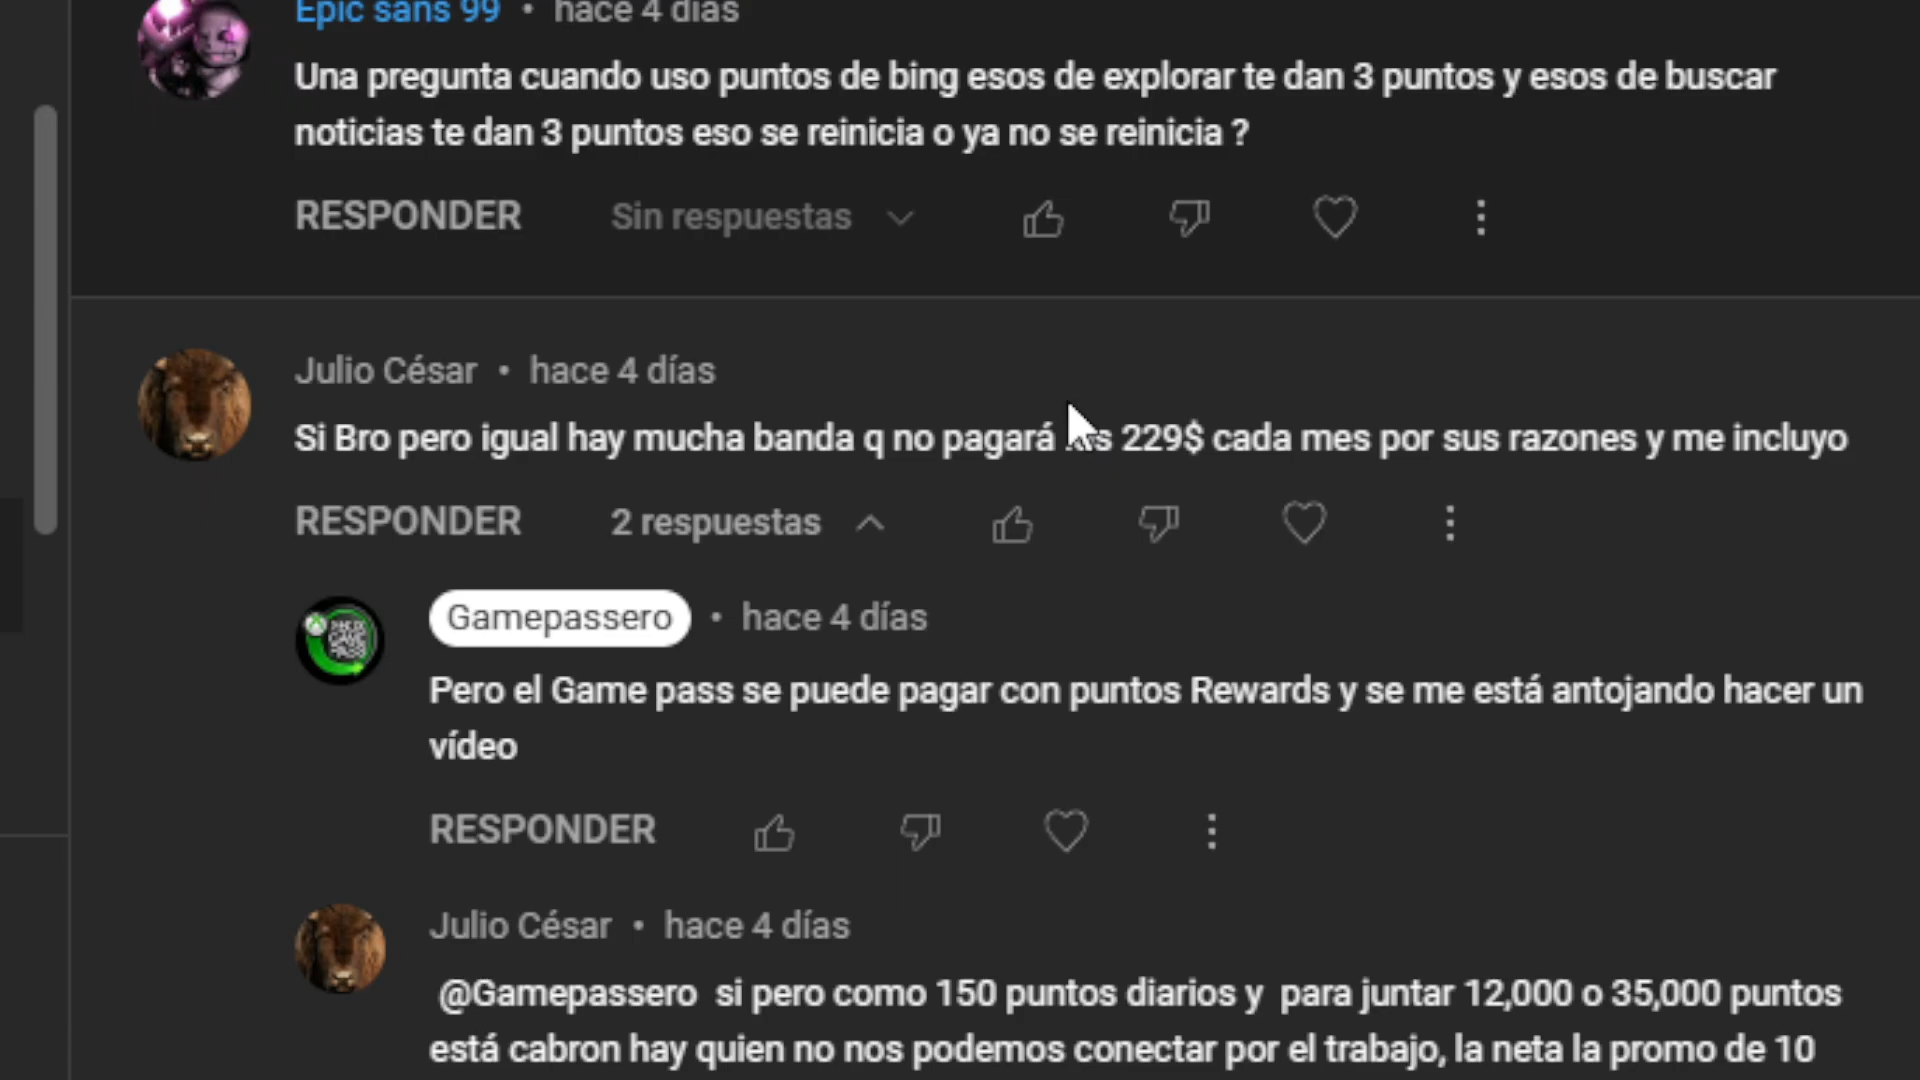 Epic sans 99 • hace 4 días
Una pregunta cuando uso puntos de bing esos de explorar te dan 3 puntos y esos de buscar
noticias te dan 3 puntos eso se reinicia o ya no se reinicia ?
RESPONDER Sin respuestas
Julio César • hace 4 días
Si Bro pero igual hay mucha banda q no pagará 229$ cada mes por sus razones y me incluyo
RESPONDER 2 respuestas
Gamepassero • hace 4 días
Pero el Game pass se puede pagar con puntos Rewards y se me está antojando hacer un
vídeo
RESPONDER
Julio César • hace 4 días
@Gamepassero si pero como 150 puntos diarios y para juntar 12,000 o 35,000 puntos
está cabron hay quien no nos podemos conectar por el trabajo, la neta la promo de 10